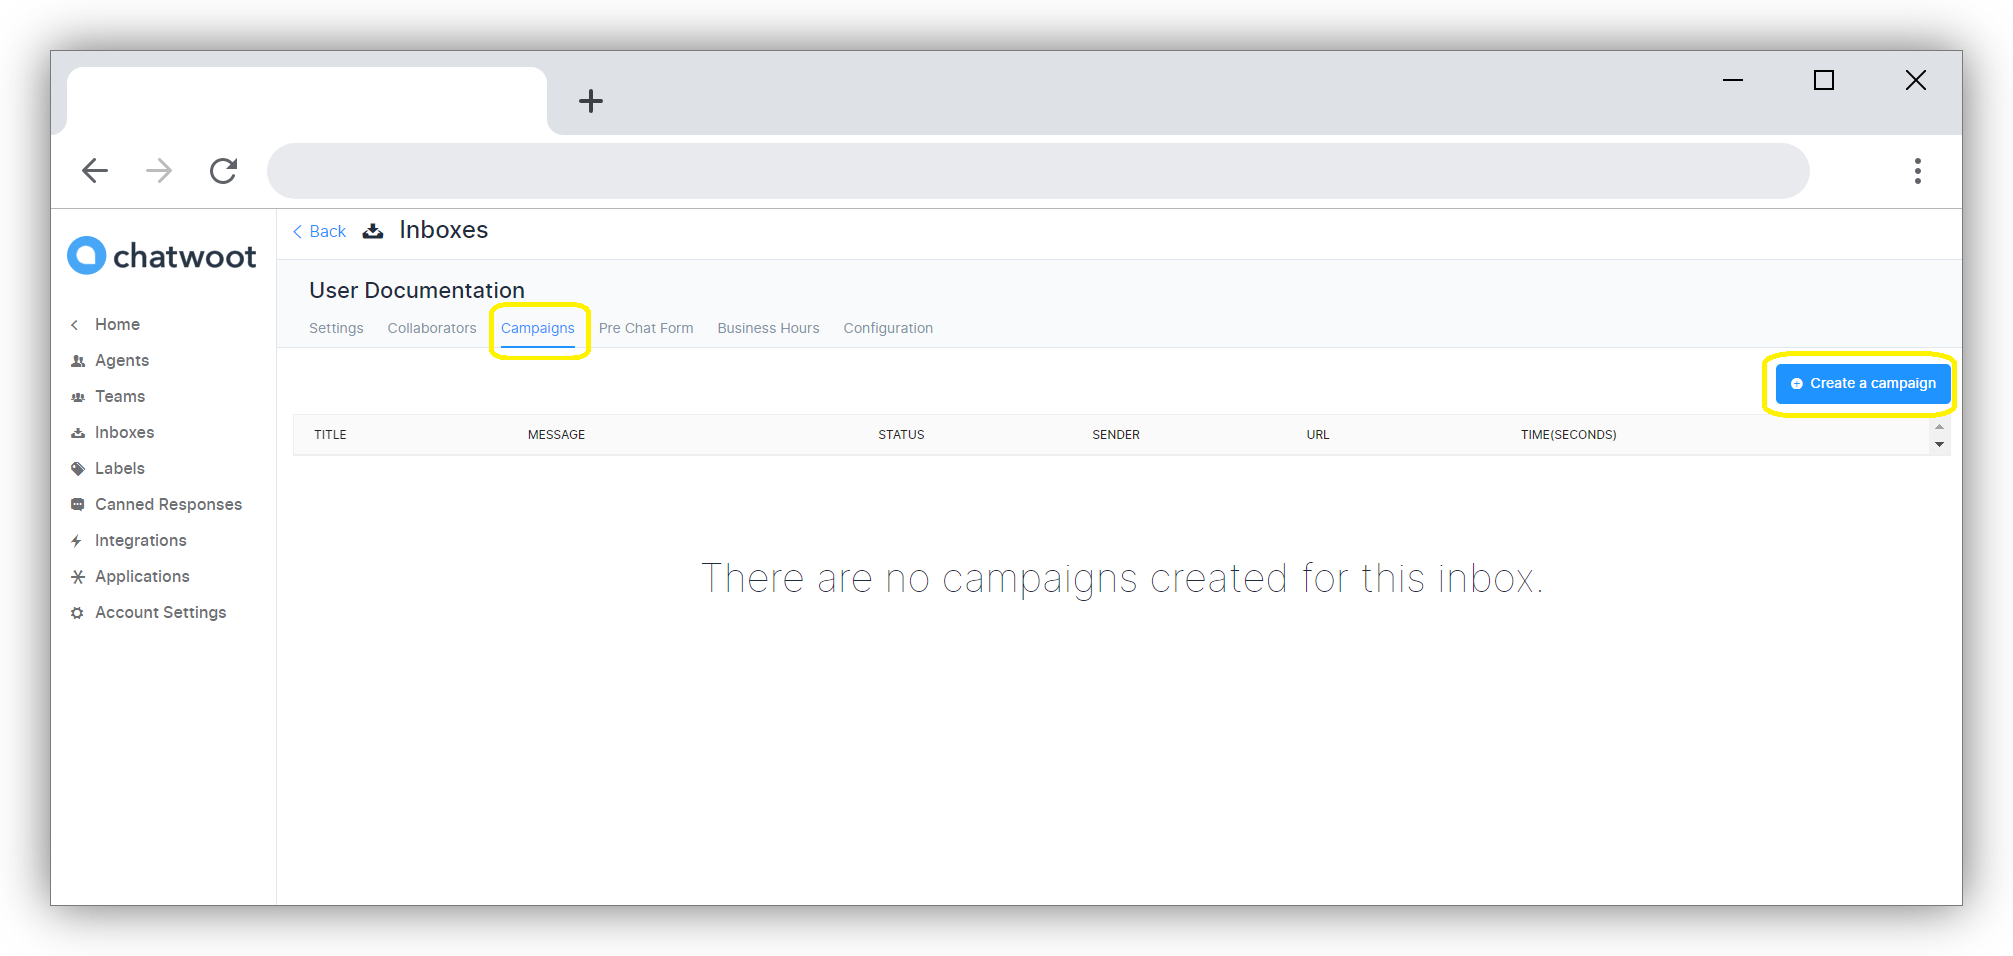 Back Inboxes
chatwoot
User Documentation
Settings Collaborators Campaigns Pre Chat Form Business Hours Configuration
Home
Agents
Teams
Inboxes
Labels
Canned Responses
Integrations
Applications
Account Settings
Create a campaign
TITLE MESSAGE STATUS SENDER URL TIME(SECONDS)
There are no campaigns created for this inbox.